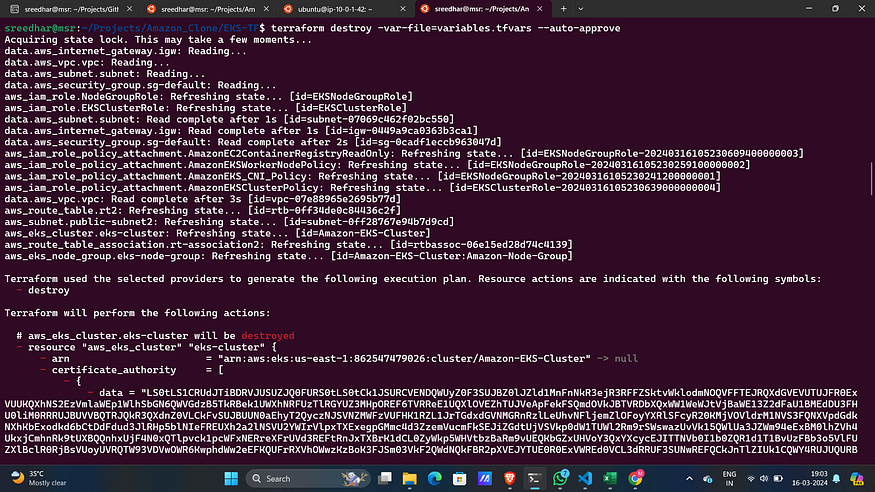 sreedhar@msr: ~/Projects/Gith
sreedhar@msr: ~/Projects/Am
ubuntu@ip-10-0-1-42: ~
sreedhar@msr: ~/Projects/An
sreedhar@msr:~/Projects/Amazon_Clone/EKS-TF$ terraform destroy -var-file=variables.tfvars --auto-approve
Acquiring state lock. This may take a few moments...
data.aws_internet_gateway.igw: Reading...
data.aws_vpc.vpc: Reading...
data.aws_subnet.subnet: Reading...
data.aws_security_group.sg-default: Reading...
aws_iam_role.NodeGroupRole: Refreshing state... [id=EKSNodeGroupRole]
aws_iam_role.EKSClusterRole: Refreshing state... [id=EKSClusterRole]
data.aws_subnet.subnet: Read complete after 1s [id=subnet-07069c462f02bc550]
data.aws_internet_gateway.igw: Read complete after 1s [id=igw-0449a9ca0363b3ca1]
data.aws_security_group.sg-default: Read complete after 2s [id=sg-0cadf1eccb963047d]
aws_iam_role_policy_attachment.AmazonEC2ContainerRegistryReadOnly: Refreshing state... [id=EKSNodeGroupRole-20240316105230609400000003]
aws_iam_role_policy_attachment.AmazonEKSWorkerNodePolicy: Refreshing state... [id=EKSNodeGroupRole-20240316105230259100000002]
aws_iam_role_policy_attachment.AmazonEKS_CNI_Policy: Refreshing state... [id=EKSNodeGroupRole-20240316105230241200000001]
aws_iam_role_policy_attachment.AmazonEKSClusterPolicy: Refreshing state... [id=EKSClusterRole-20240316105230639000000004]
data.aws_vpc.vpc: Read complete after 3s [id=vpc-07e88965e2695b77d]
aws_route_table.rt2: Refreshing state... [id=rtb-0ff34de0c84436c2f]
aws_subnet.public-subnet2: Refreshing state... [id=subnet-0ff28767e94b7d9cd]
aws_eks_cluster.eks-cluster: Refreshing state... [id=Amazon-EKS-Cluster]
aws_route_table_association.rt-association2: Refreshing state... [id=rtbassoc-06e15ed28d74c4139]
aws_eks_node_group.eks-node-group: Refreshing state... [id=Amazon-EKS-Cluster:Amazon-Node-Group]
Terraform used the selected providers to generate the following execution plan. Resource actions are indicated with the following symbols:
- destroy
Terraform will perform the following actions:
# aws_eks_cluster.eks-cluster will be destroyed
- resource "aws_eks_cluster" "eks-cluster" {
- arn = "arn:aws:eks:us-east-1:862547479026:cluster/Amazon-EKS-Cluster" -> null
- certificate_authority = [
- {
- data =
35°C
Mostly clear
Search
7
ENG
IN
19:03
16-03-2024